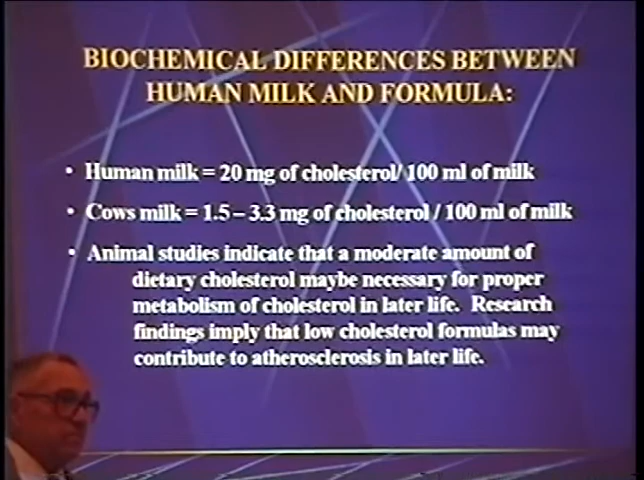 BIOCHEMICAL DIFFERENCES BETWEEN
HUMAN MILK AND FORMULA:
• Human milk = 20 mg of cholesterol/ 100 ml of milk
• Cows milk = 1.5 – 3.3 mg of cholesterol / 100 ml of milk
• Animal studies indicate that a moderate amount of
dietary cholesterol maybe necessary for proper
metabolism of cholesterol in later life. Research
findings imply that low cholesterol formulas may
contribute to atherosclerosis in later life.